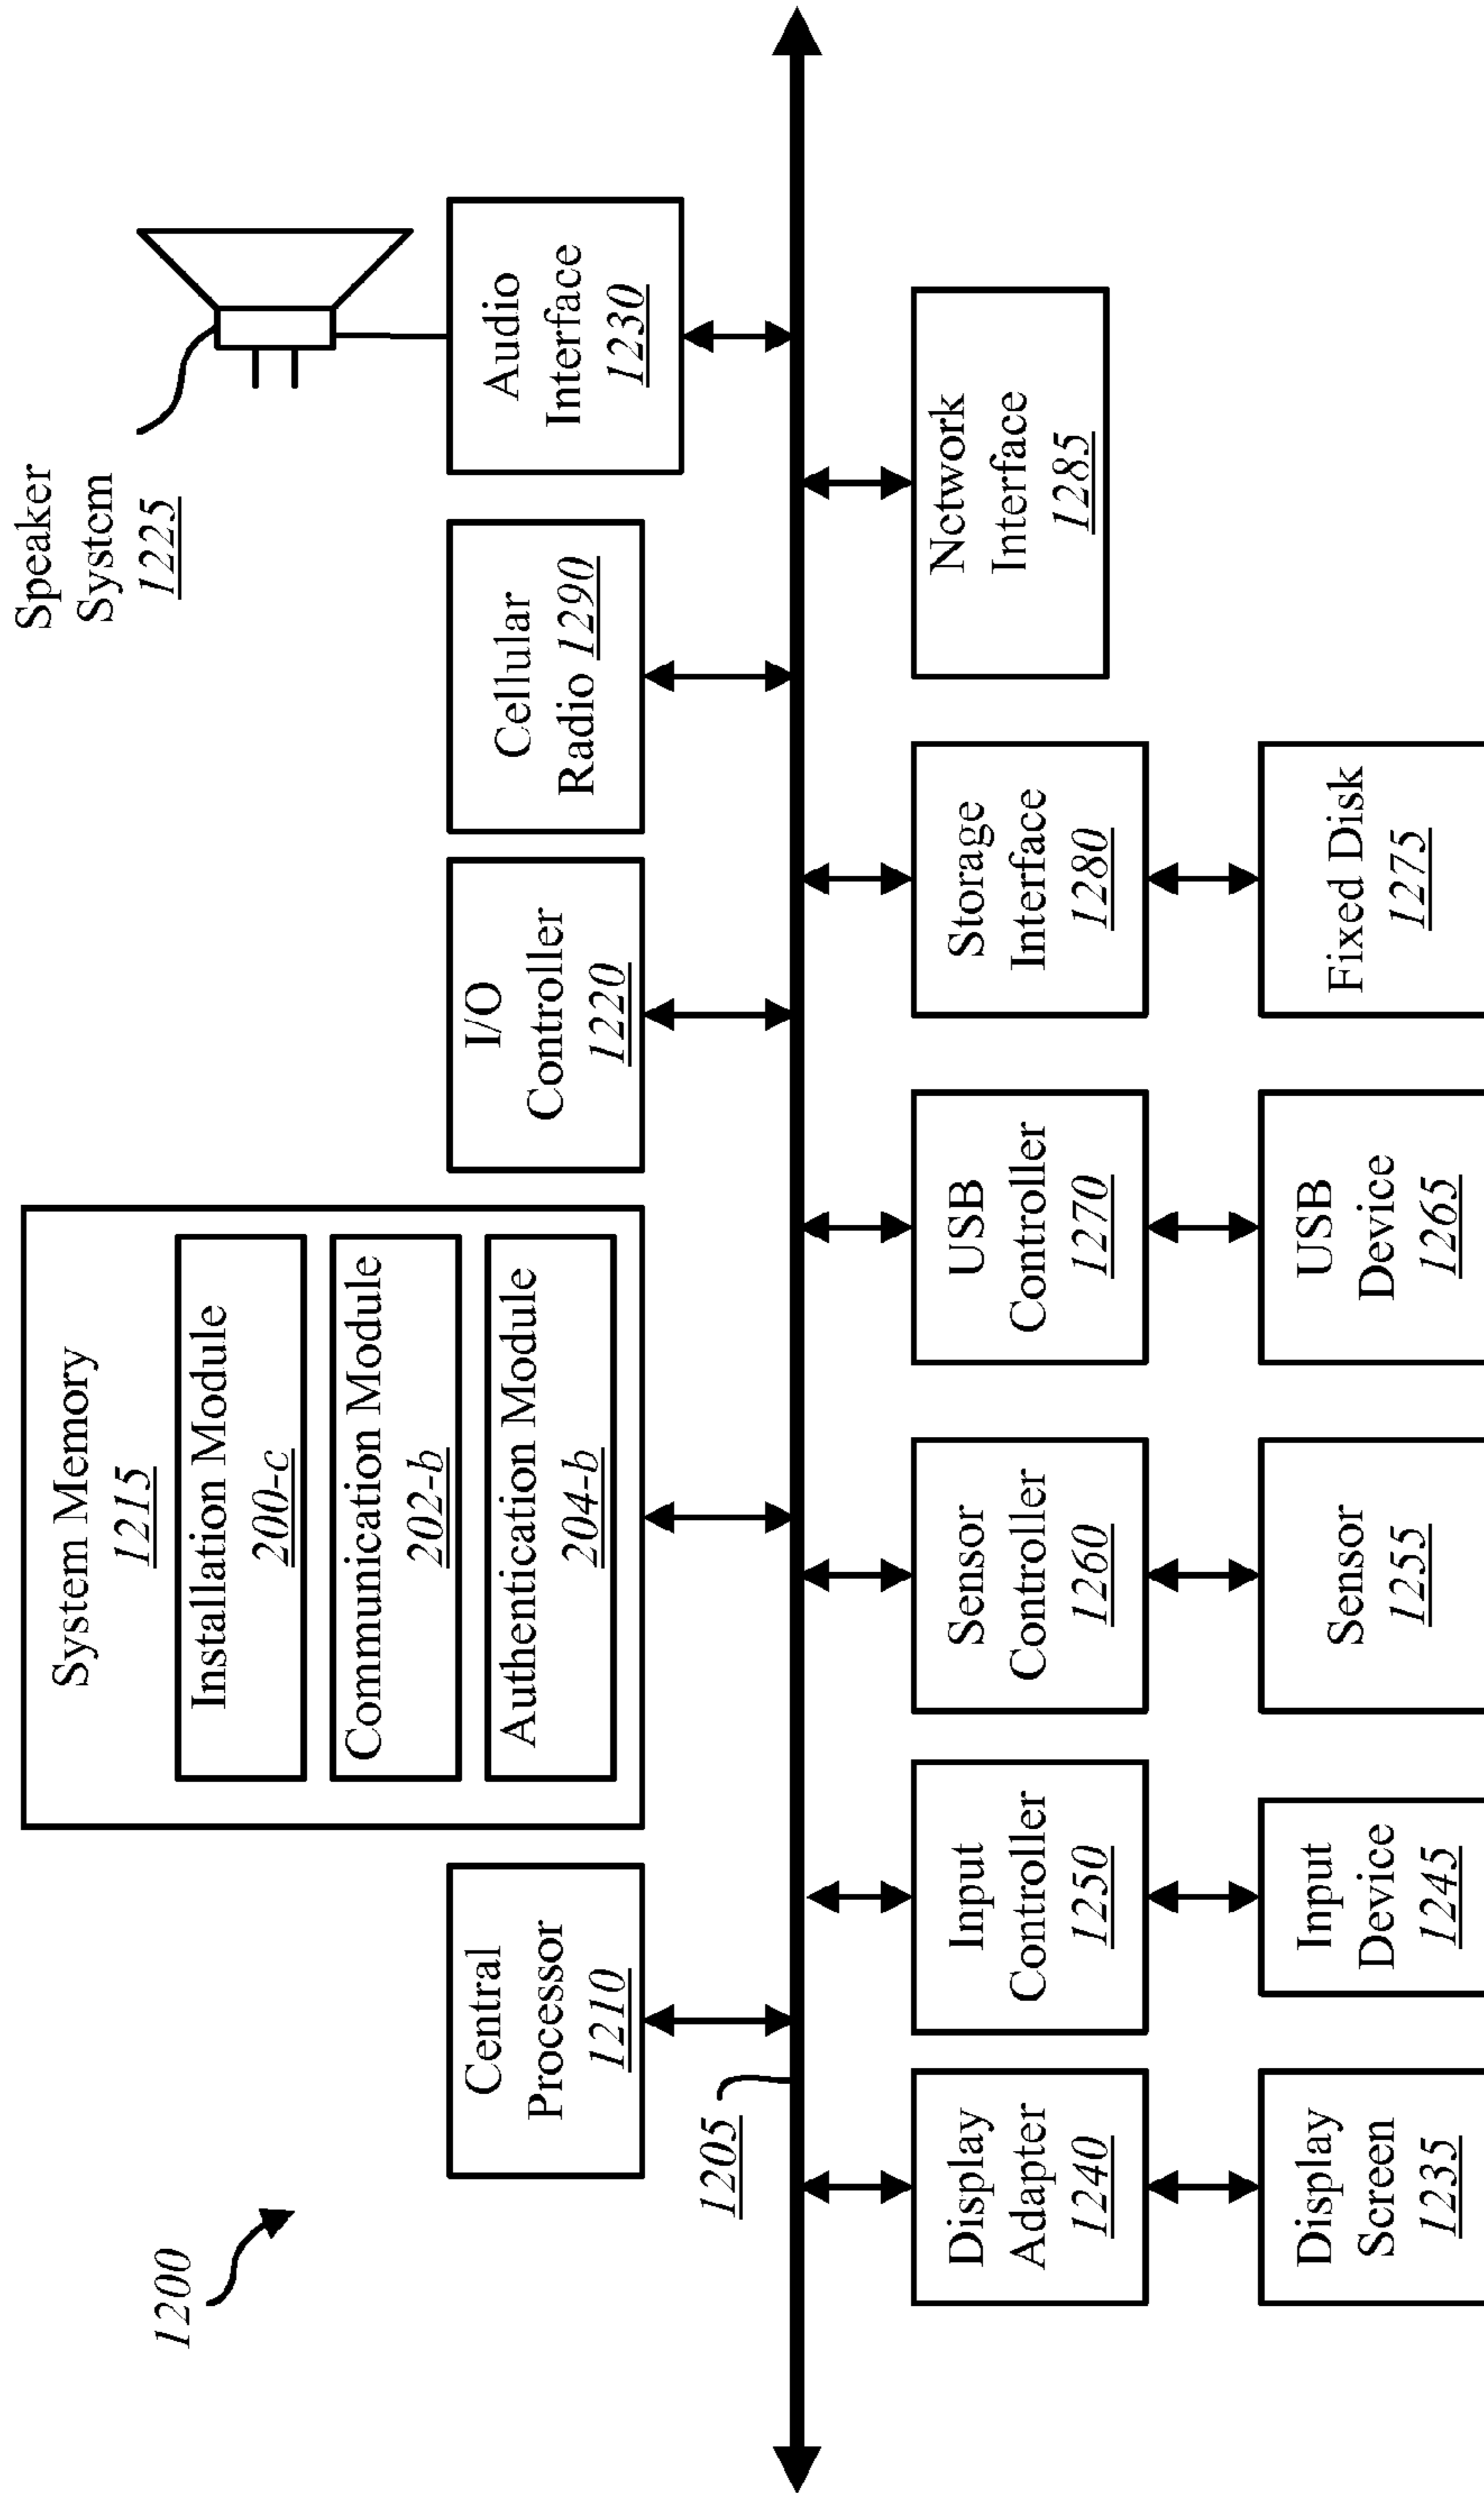 1200
Central
Processor
1210
System Memory
1215
Installation Module
200-c
Communication Module
202-b
Authentication Module
204-b
I/O
Controller
1220
Cellular
Radio 1290
Speaker
System
1225
Audio
Interface
1230
1205
Display
Adapter
1240
Input
Controller
1250
Sensor
Controller
1260
USB
Controller
1270
Storage
Interface
1280
Network
Interface
1285
Display
Screen
1235
Input
Device
1245
Sensor
1255
USB
Device
1265
Fixed Disk
1275